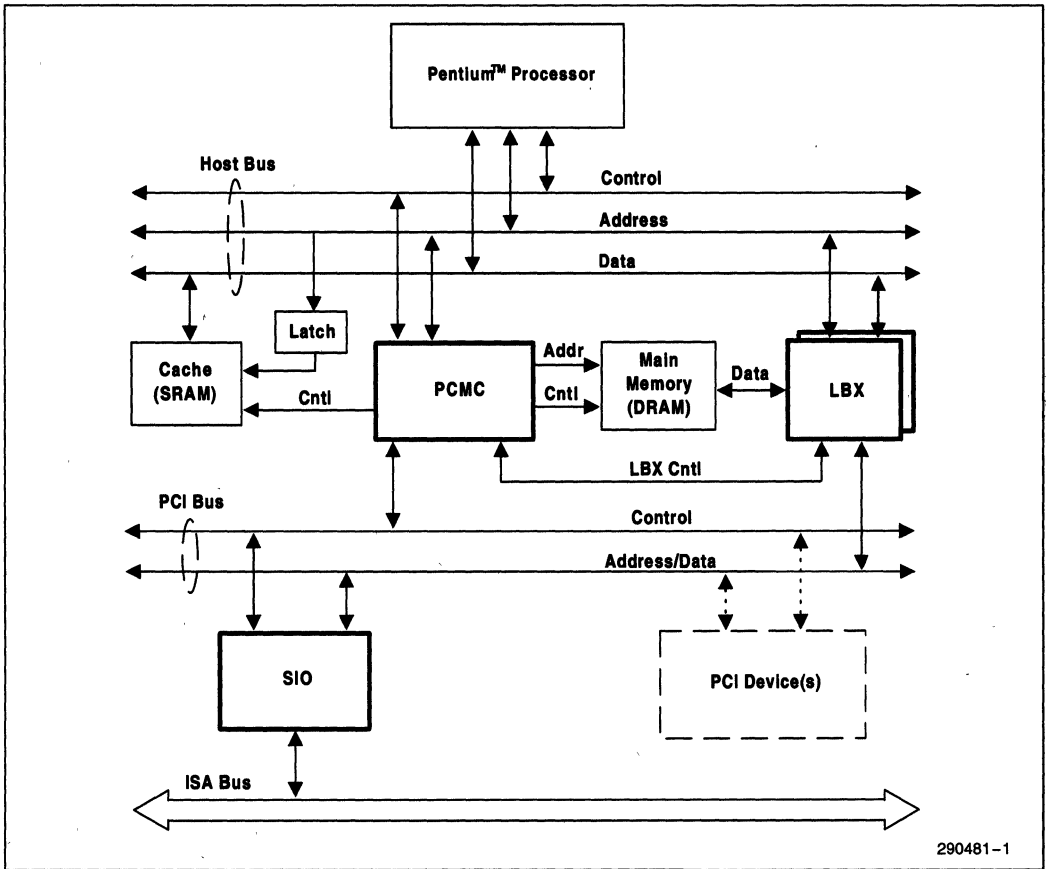 Pentium™ Processor
Host Bus
Control
Address
Data
Latch
Cache
(SRAM)
Cntl
PCMC
Addr
Cntl
Main
Memory
(DRAM)
Data
LBX
LBX Cntl
PCI Bus
Control
Address/Data
SIO
PCI Device(s)
ISA Bus
290481-1